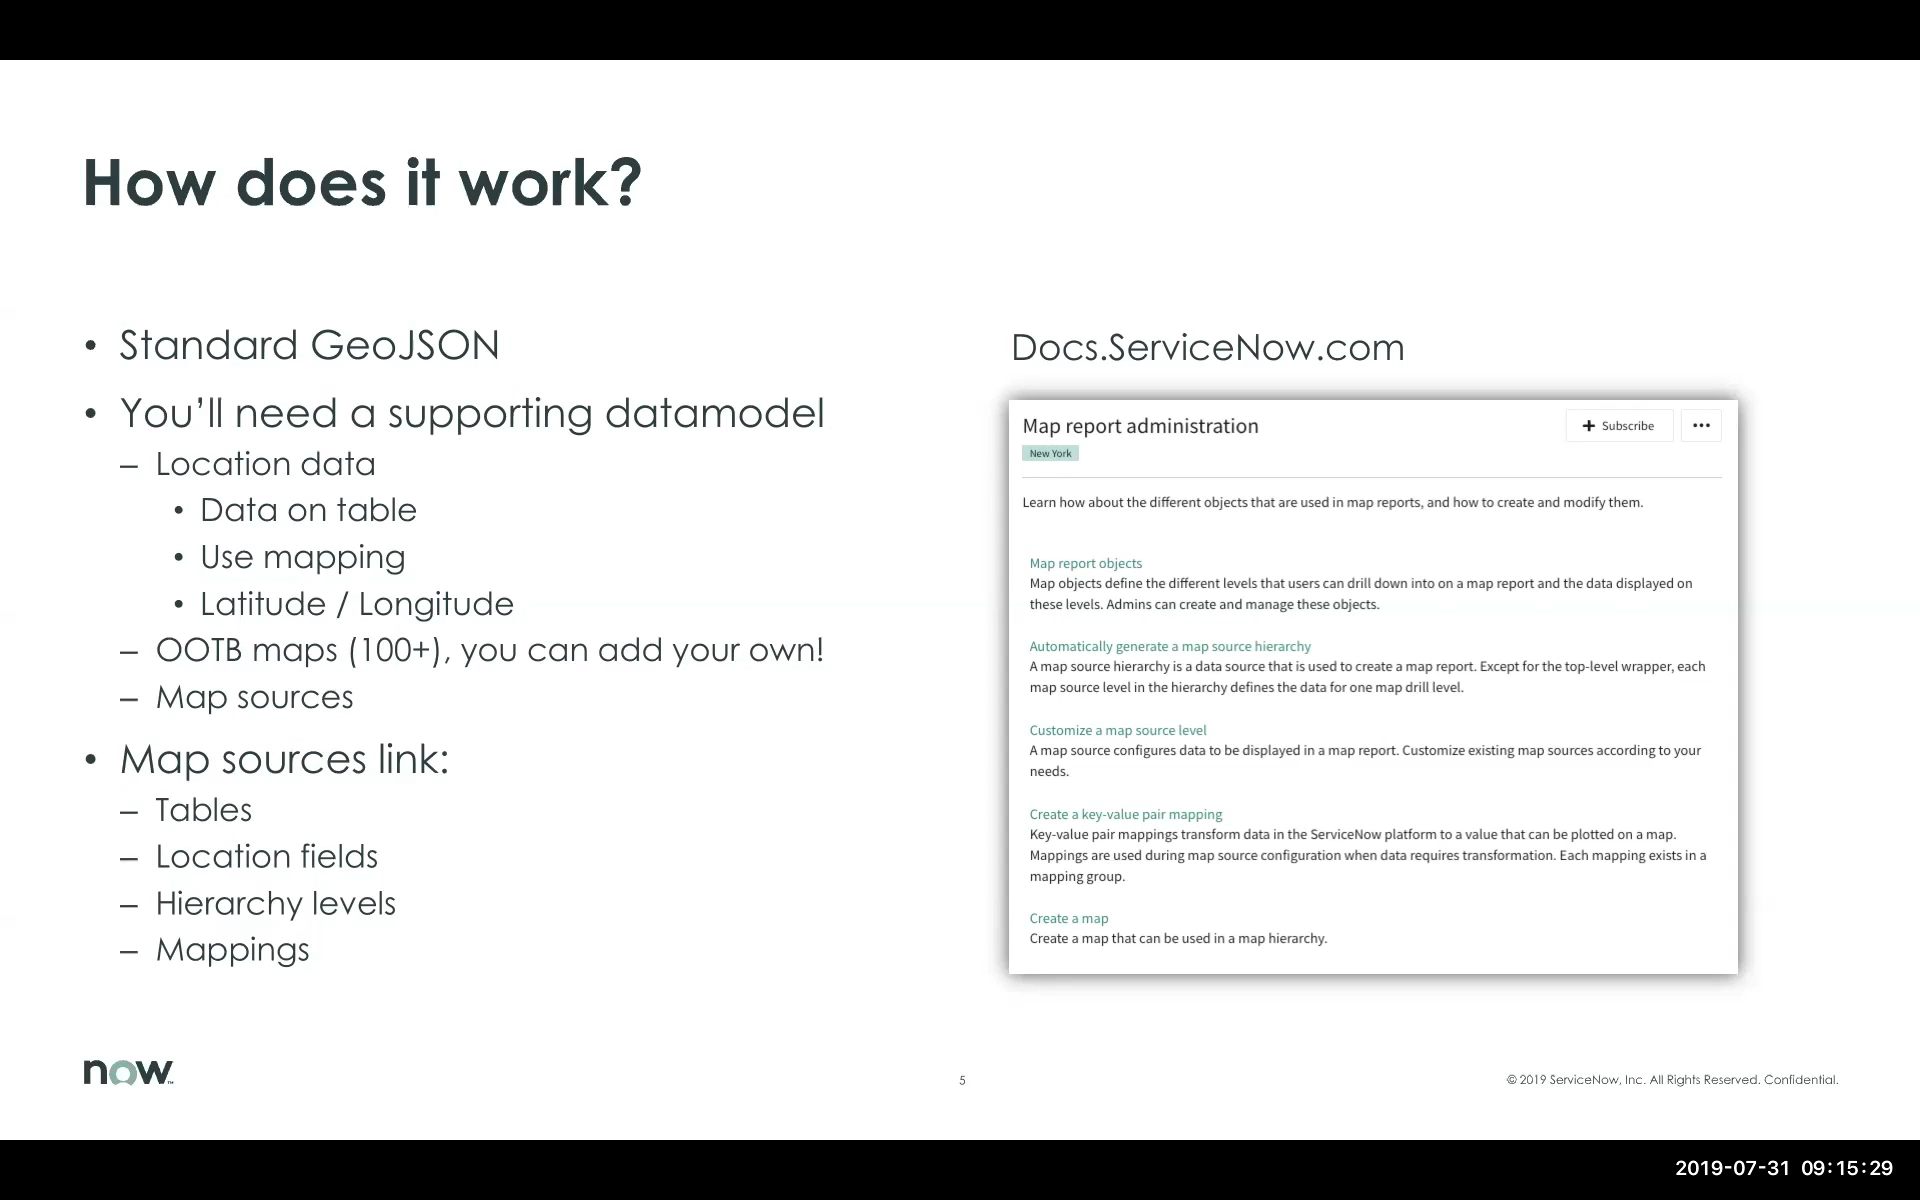 How does it work?
• Standard GeoJSON
• You’ll need a supporting datamodel
– Location data
• Data on table
• Use mapping
• Latitude / Longitude
– OOTB maps (100+), you can add your own!
– Map sources
• Map sources link:
– Tables
– Location fields
– Hierarchy levels
– Mappings
Docs.ServiceNow.com
Map report administration
+ Subscribe
•••
New York
Learn how about the different objects that are used in map reports, and how to create and modify them.
Map report objects
Map objects define the different levels that users can drill down into on a map report and the data displayed on
these levels. Admins can create and manage these objects.
Automatically generate a map source hierarchy
A map source hierarchy is a data source that is used to create a map report. Except for the top-level wrapper, each
map source level in the hierarchy defines the data for one map drill level.
Customize a map source level
A map source configures data to be displayed in a map report. Customize existing map sources according to your
needs.
Create a key-value pair mapping
Key-value pair mappings transform data in the ServiceNow platform to a value that can be plotted on a map.
Mappings are used during map source configuration when data requires transformation. Each mapping exists in a
mapping group.
Create a map
Create a map that can be used in a map hierarchy.
now™
5
© 2019 ServiceNow, Inc. All Rights Reserved. Confidential.
2019-07-31 09:15:29